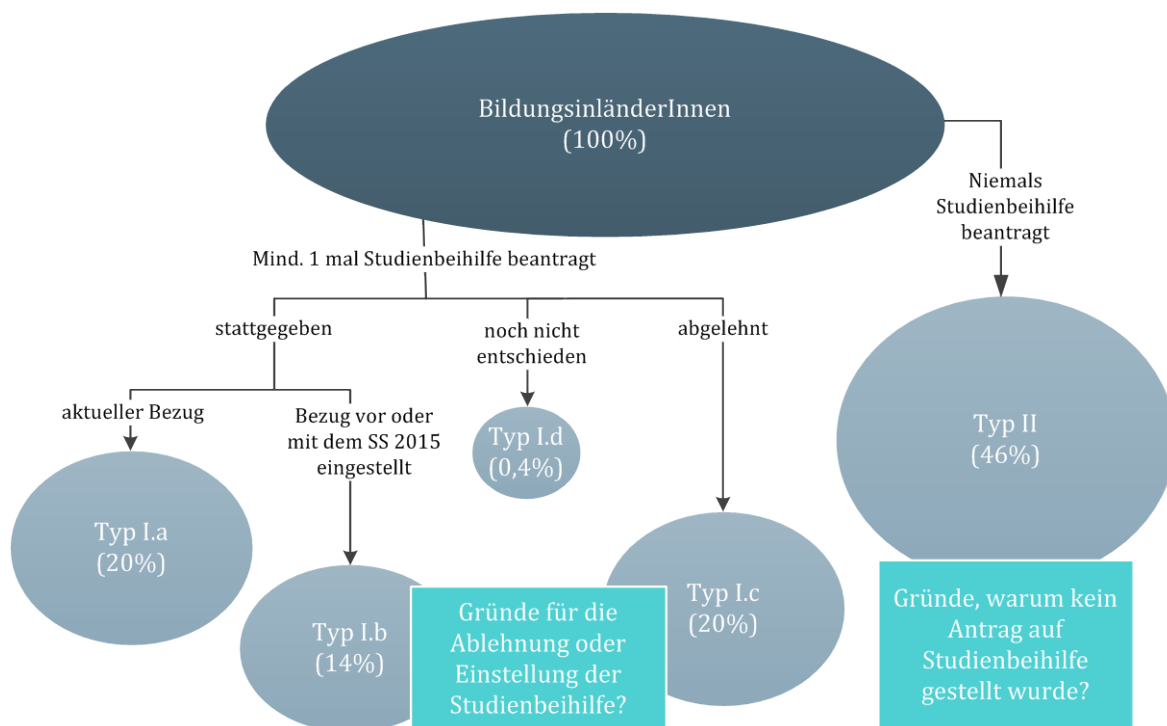 BildungsinländerInnen
(100%)
Niemals
Studienbeihilfe
beantragt
Mind. 1 mal Studienbeihilfe beantragt
stattgegeben
noch nicht
entschieden
abgelehnt
aktueller Bezug
Bezug vor oder
mit dem SS 2015
eingestellt
Typ I.d
(0,4%)
Typ II
(46%)
Typ I.a
(20%)
Typ I.b
(14%)
Gründe für die
Ablehnung oder
Einstellung der
Studienbeihilfe?
Typ I.c
(20%)
Gründe, warum kein
Antrag auf
Studienbeihilfe
gestellt wurde?